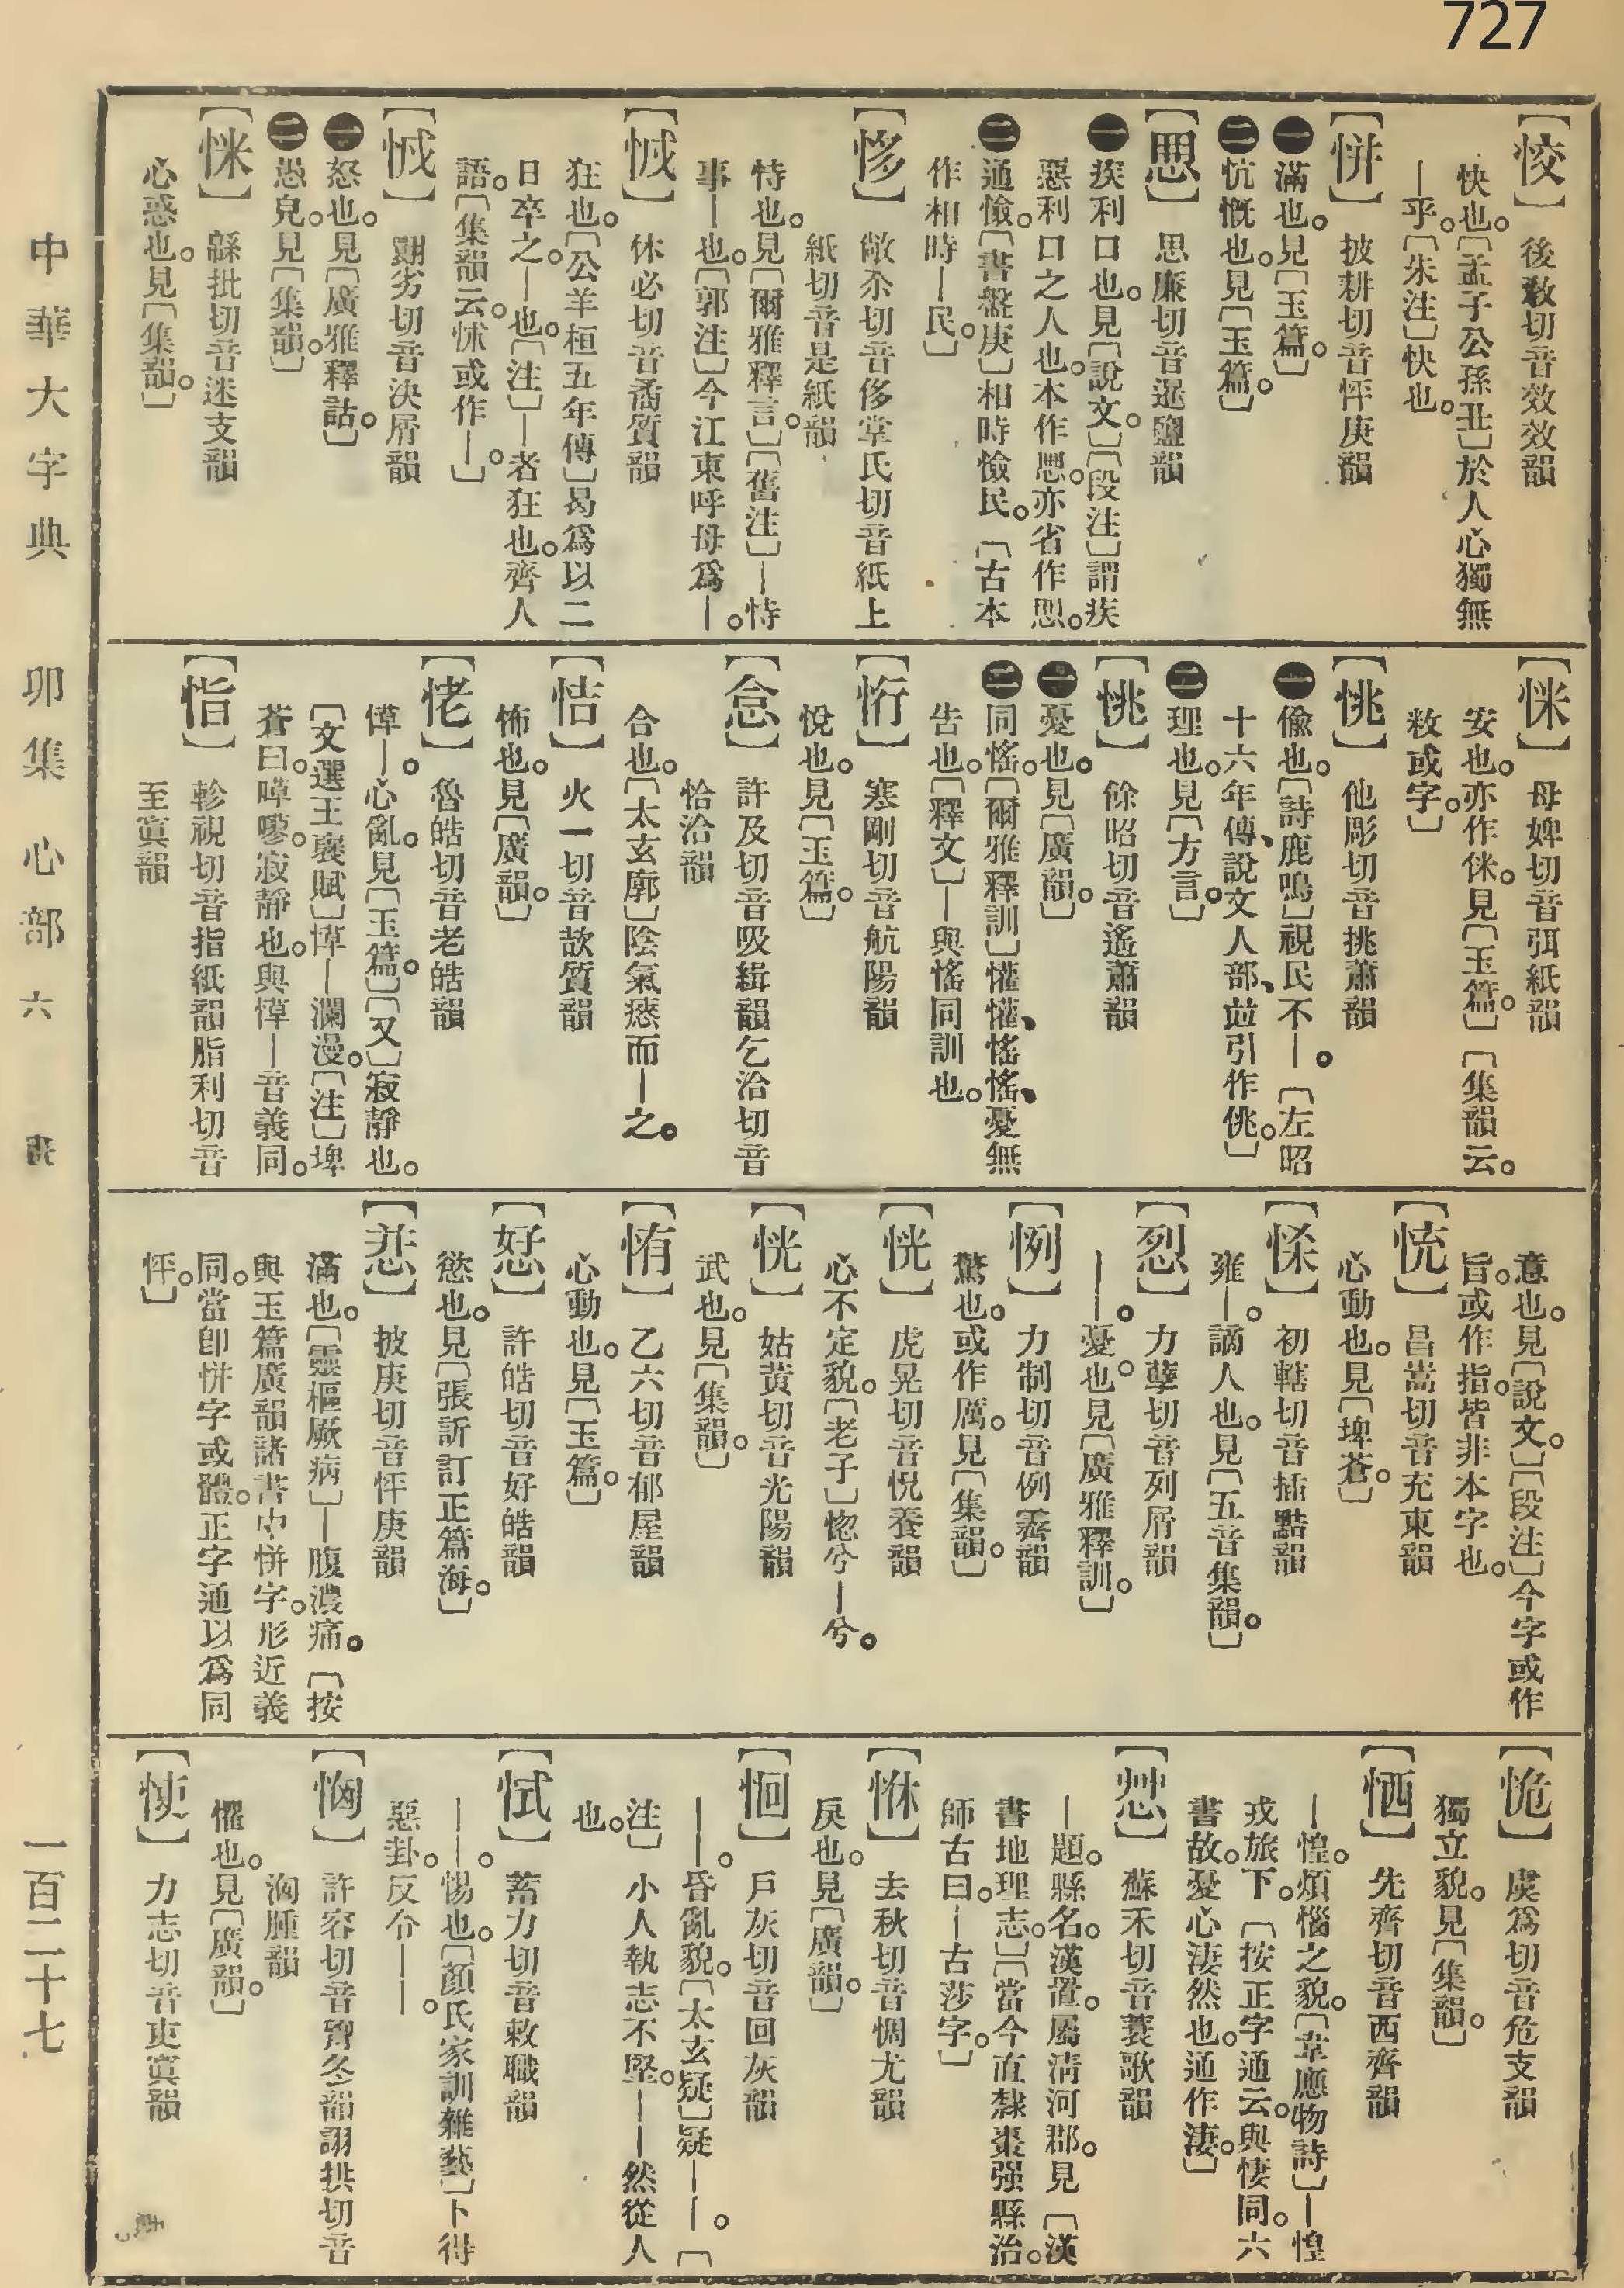 727
中華大字典　卯集　心部　六畫
一百二十七
【恔】後敎切音效效韻
快也。〔孟子公孫丑〕於人心獨無
｜乎。〔朱注〕快也。
【恲】披耕切音怦庚韻
㊀滿也。見〔玉篇。〕
㊁忼慨也。見〔玉篇。〕
【思】思廉切音暹鹽韻
㊀疾利口也。見〔說文。〕〔段注〕謂疾
惡利口之人也。本作思。亦省作思。
㊁通憸。〔書盤庚〕相時憸民。〔古本
作相時｜民。〕
【恀】敞尒切音侈掌氏切音紙上
紙切音是紙韻
恃也。見〔爾雅釋言。〕〔舊注〕｜恃
事｜也。〔郭注〕今江東呼母爲｜。
【怴】休必切音矞質韻
狂也。〔公羊桓五年傳〕曷爲以二
日卒之。｜也。〔注〕｜者狂也。齊人
語。〔集韻云。怵或作｜。〕
【怴】翾劣切音決屑韻
㊀怒也。見〔廣雅釋詁。〕
㊁恐皃。見〔集韻。〕
【怽】緜批切音迷支韻
心惑也。見〔集韻。〕
【怽】母婢切音弭紙韻
安也。亦作侎。見〔玉篇。〕〔集韻云。
敉或字。〕
【恌】他彫切音挑蕭韻
㊀偸也。〔詩鹿鳴〕視民不｜。〔左昭
十六年傳、說文人部、竝引作佻。〕
㊁理也。見〔方言。〕
【恌】餘昭切音遙蕭韻
㊀憂也。見〔廣韻。〕
㊁同愮。〔爾雅釋訓〕懽懽、愮愮、憂無
告也。〔釋文〕｜與愮同訓也。
【恆】寒剛切音航陽韻
悅也。見〔玉篇。〕
【㤈】許及切音吸緝韻乞洽切音
恰洽韻
合也。〔太玄廓〕陰氣瘱而｜之。
【恄】火一切音欯質韻
怖也。見〔廣韻。〕
【恅】魯皓切音老皓韻
愺｜。心亂。見〔玉篇。〕〔又〕寂靜也。
〔文選王襃賦〕愺｜瀾漫。〔注〕埤
蒼曰。嘾嘐。寂靜也。與愺｜音義同。
【恉】軫視切音指紙韻脂利切音
至寘韻
意也。見〔說文。〕〔段注〕今字或作
旨。或作指。皆非本字也。
【㤝】昌嵩切音充東韻
心動也。見〔埤蒼。〕
【㤕】初轄切音插黠韻
雍｜。謫人也。見〔五音集韻。〕
【烈】力孽切音列屑韻
｜｜。憂也。見〔廣雅釋訓。〕
【㤡】力制切音例霽韻
驚也。或作厲。見〔集韻。〕
【恍】虎晃切音怳養韻
心不定貌。〔老子〕惚兮｜兮。
【恍】姑黃切音光陽韻
武也。見〔集韻。〕
【㤢】乙六切音郁屋韻
心動也。見〔玉篇。〕
【㤅】許皓切音好皓韻
慾也。見〔張訢訂正篇海。〕
【㤣】披庚切音怦庚韻
滿也。〔靈樞厥病〕｜腹濃痛。〔按
與玉篇廣韻諸書中恲字。形近義
同。當卽恲字或體。正字通以爲同
怦。〕
【恑】虞爲切音危支韻
獨立貌。見〔集韻。〕
【恓】先齊切音西齊韻
｜惶。煩惱之貌。〔韋應物詩〕｜惶
戎旅下。〔按正字通云。與悽同。六
書故。憂心淒然也。通作淒。〕
【㤲】蘇禾切音蓑歌韻
｜題。縣名。漢置。屬淸河郡。見〔漢
書地理志。〕〔當今直隸棗强縣治。
師古曰。｜古莎字。〕
【恘】去秋切音惆尤韻
戾也。見〔廣韻。〕
【恛】戶灰切音回灰韻
｜｜。昏亂貌。〔太玄疑〕疑｜｜。〔
注〕小人執志不堅。｜｜然從人
也。
【恜】蓄力切音敕職韻
｜｜。惕也。〔顏氏家訓雜藝〕卜得
惡卦。反令｜｜。
【恟】許容切音胷冬韻詡拱切音
洶腫韻
懼也。見〔廣韻。〕
【㤦】力志切音吏寘韻